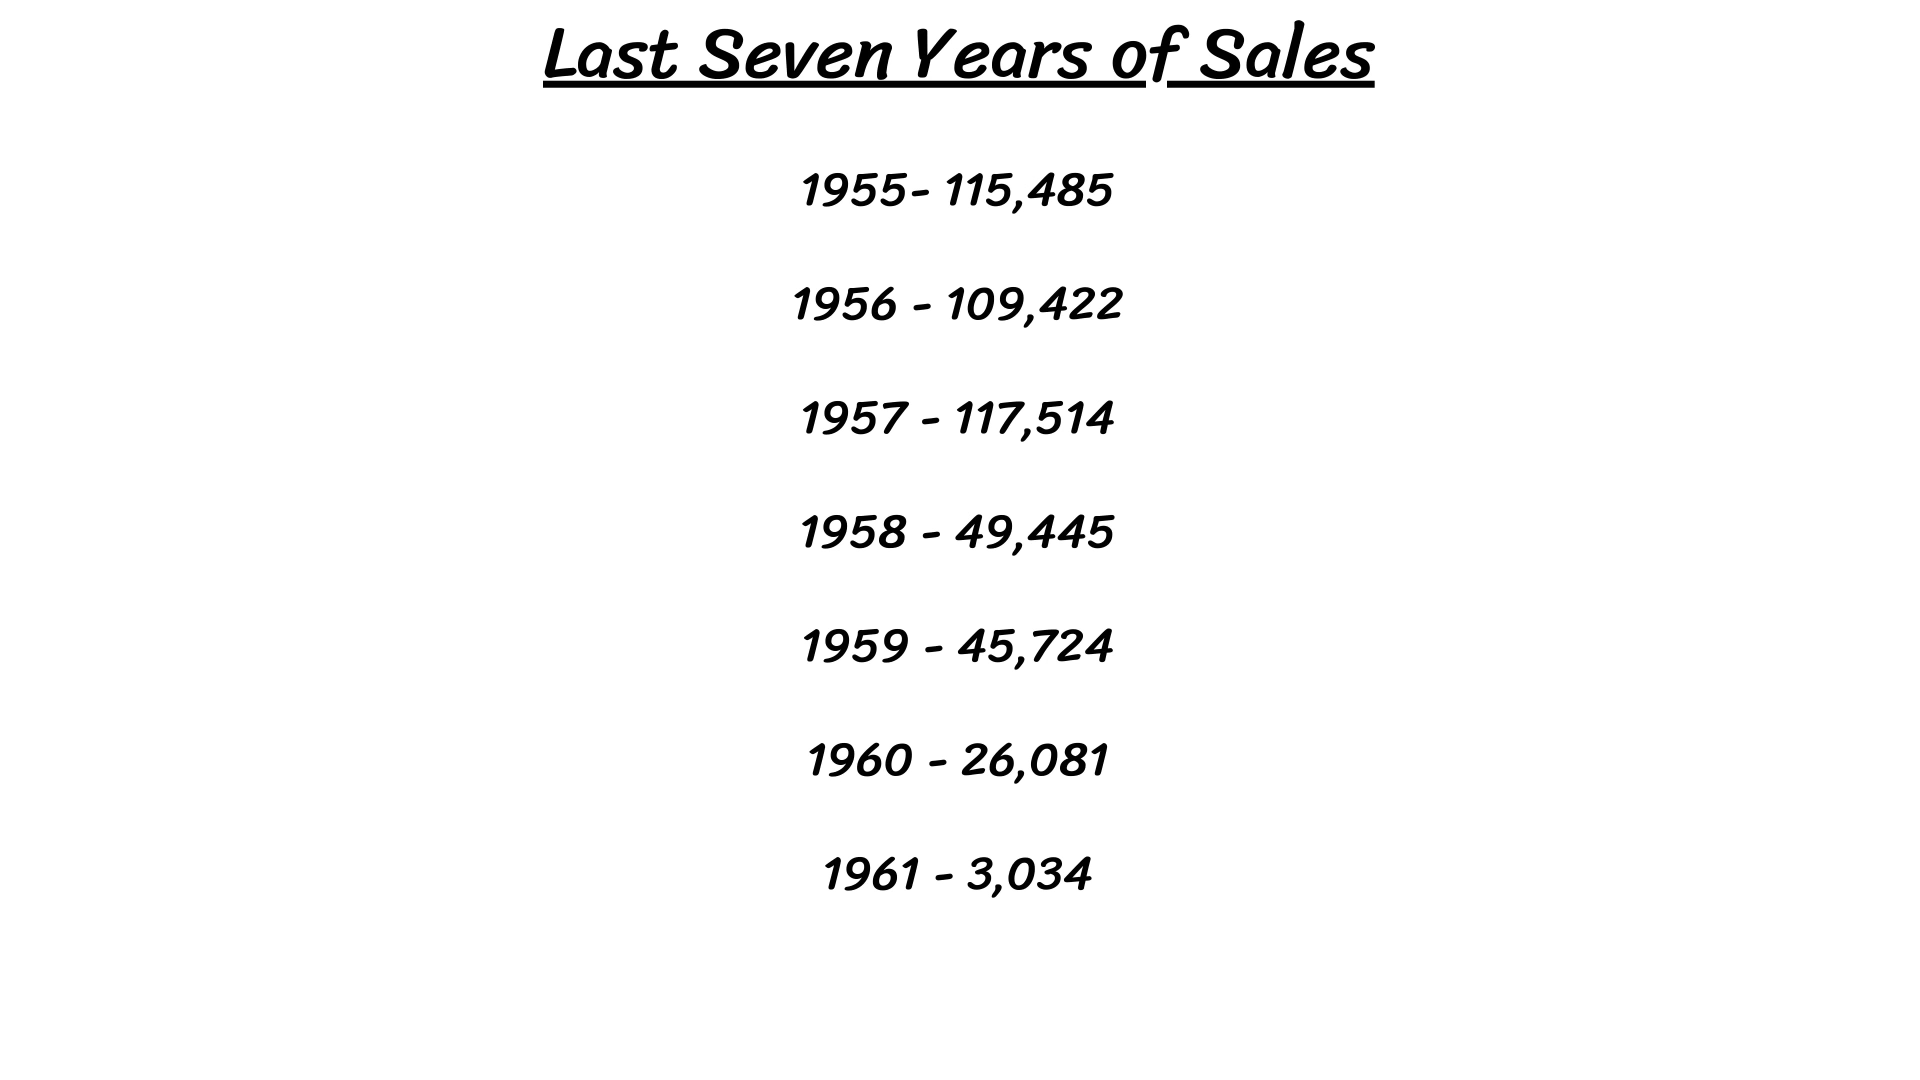 Last Seven Years of Sales
1955- 115,485
1956 - 109,422
1957 - 117,514
1958 - 49,445
1959 - 45,724
1960 - 26,081
1961 - 3,034